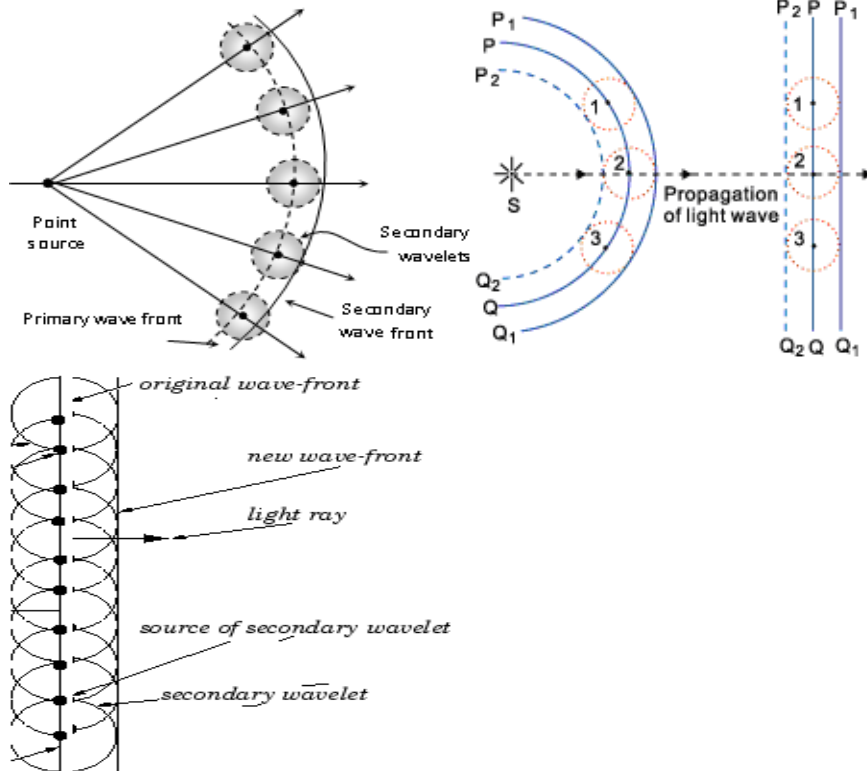 Point
source
Secondary
wavelets
Primary wave front
Secondary
wave front
P₁
P
P₂
1
2
3
S
Propagation
of light wave
Q₂
Q
Q₁
P₂ P P₁
1
2
3
Q₂ Q Q₁
original wave-front
new wave-front
light ray
source of secondary wavelet
secondary wavelet